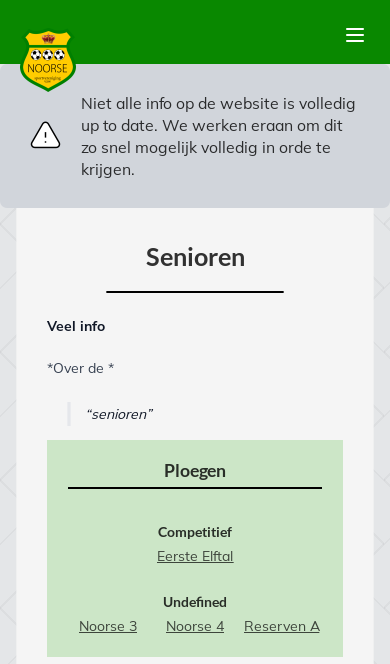 NOORSE
Niet alle info op de website is volledig
up to date. We werken eraan om dit
zo snel mogelijk volledig in orde te
krijgen.
Senioren
Veel info
*Over de *
“senioren”
Ploegen
Competitief
Eerste Elftal
Undefined
Noorse 3 Noorse 4 Reserven A